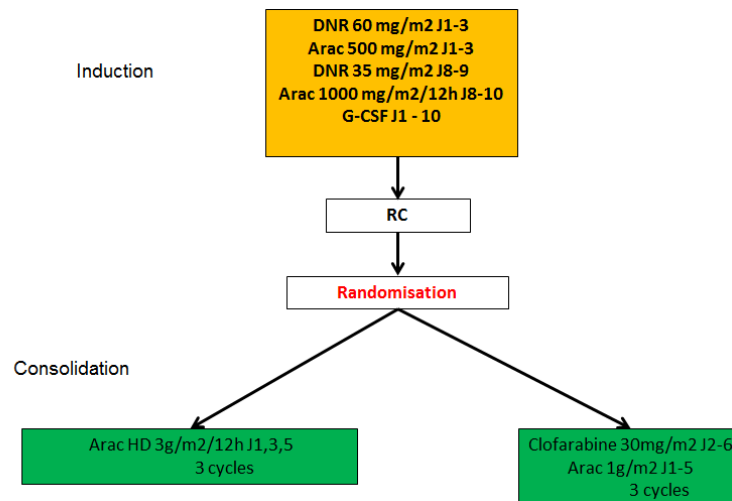 Induction
DNR 60 mg/m2 J1-3
Arac 500 mg/m2 J1-3
DNR 35 mg/m2 J8-9
Arac 1000 mg/m2/12h J8-10
G-CSF J1 - 10
RC
Randomisation
Consolidation
Arac HD 3g/m2/12h J1,3,5
3 cycles
Clofarabine 30mg/m2 J2-6
Arac 1g/m2 J1-5
3 cycles